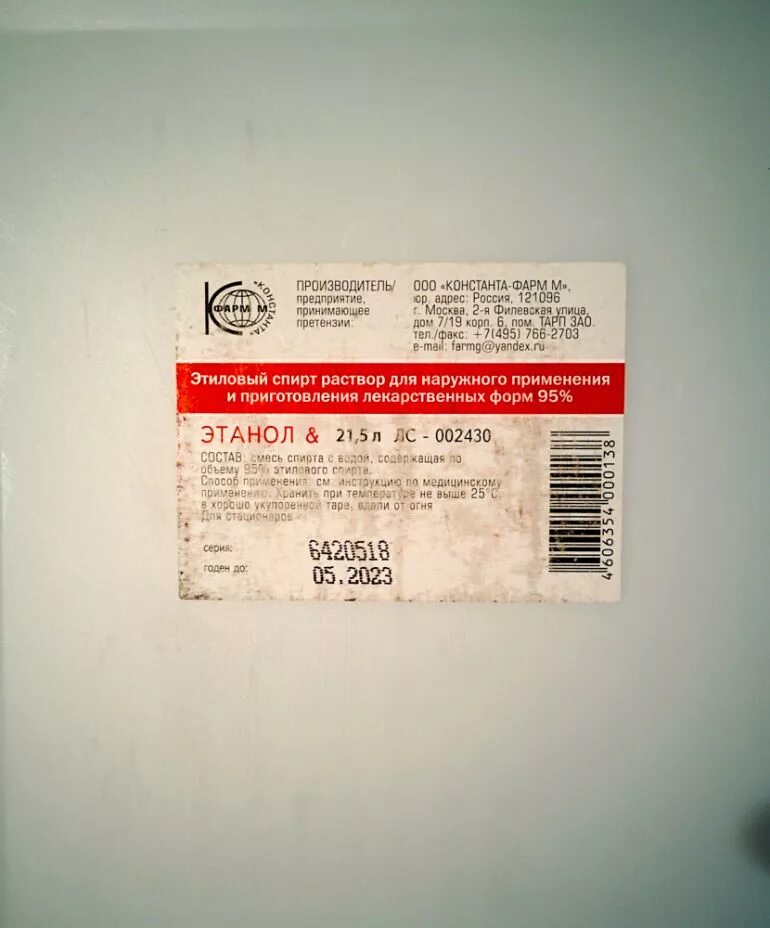 ФАРМ М
"КОНСТАНТА"
ПРОИЗВОДИТЕЛЬ/
предприятие,
принимающее
претензии:
ООО «КОНСТАНТА-ФАРМ М»,
юр. адрес: Россия, 121096
г. Москва, 2-я Филевская улица,
дом 7/19 корп. 6, пом. ТАРП ЗАО.
тел./факс: +7(495) 766-2703
e-mail: farmg@yandex.ru
Этиловый спирт раствор для наружного применения
и приготовления лекарственных форм 95%
ЭТАНОЛ & 21,5 л ЛС - 002430
СОСТАВ: смесь спирта с водой, содержащая по
объему 95% этилового спирта.
Способ применения: см. инструкцию по медицинскому
применению. Хранить при температуре не выше 25°С
в хорошо укупоренной таре, вдали от огня
Для стационаров
серия: 6420518
годен до: 05.2023
4 606354 000138